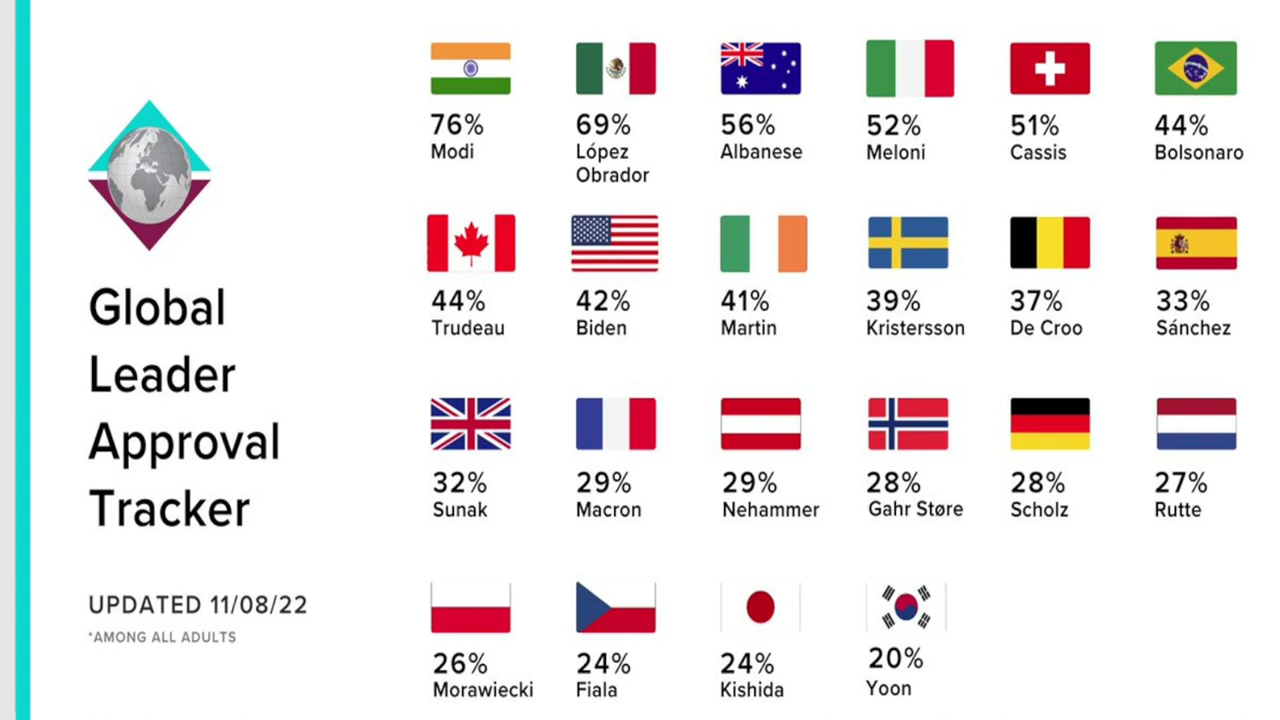 Global
Leader
Approval
Tracker
UPDATED 11/08/22
*AMONG ALL ADULTS
76%
Modi
69%
López
Obrador
56%
Albanese
52%
Meloni
51%
Cassis
44%
Bolsonaro
44%
Trudeau
42%
Biden
41%
Martin
39%
Kristersson
37%
De Croo
33%
Sánchez
32%
Sunak
29%
Macron
29%
Nehammer
28%
Gahr Støre
28%
Scholz
27%
Rutte
26%
Morawiecki
24%
Fiala
24%
Kishida
20%
Yoon